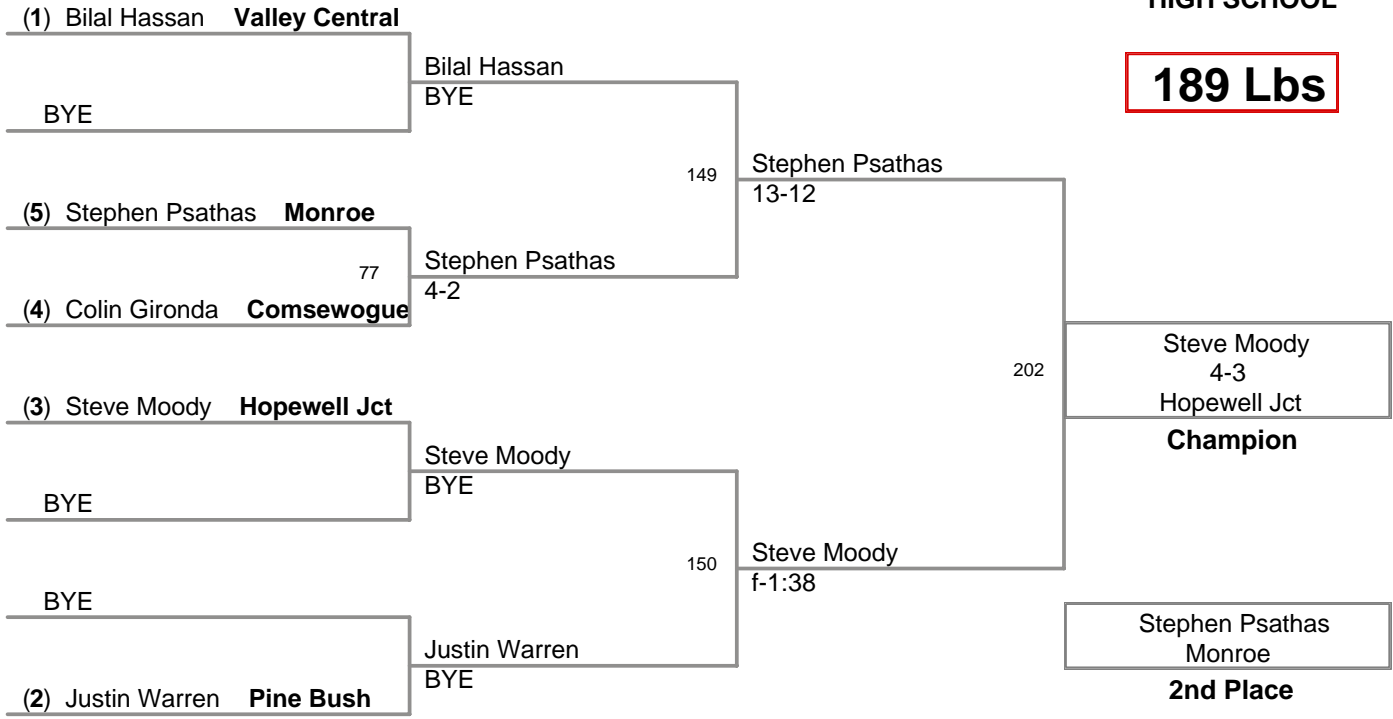 HIGH SCHOOL
189 Lbs
(1) Bilal Hassan Valley Central
BYE
Bilal Hassan
BYE
(5) Stephen Psathas Monroe
77
(4) Colin Gironda Comsewogue
Stephen Psathas
4-2
149
Stephen Psathas
13-12
(3) Steve Moody Hopewell Jct
BYE
Steve Moody
BYE
BYE
(2) Justin Warren Pine Bush
Justin Warren
BYE
150
Steve Moody
f-1:38
202
Steve Moody
4-3
Hopewell Jct
Champion
Stephen Psathas
Monroe
2nd Place